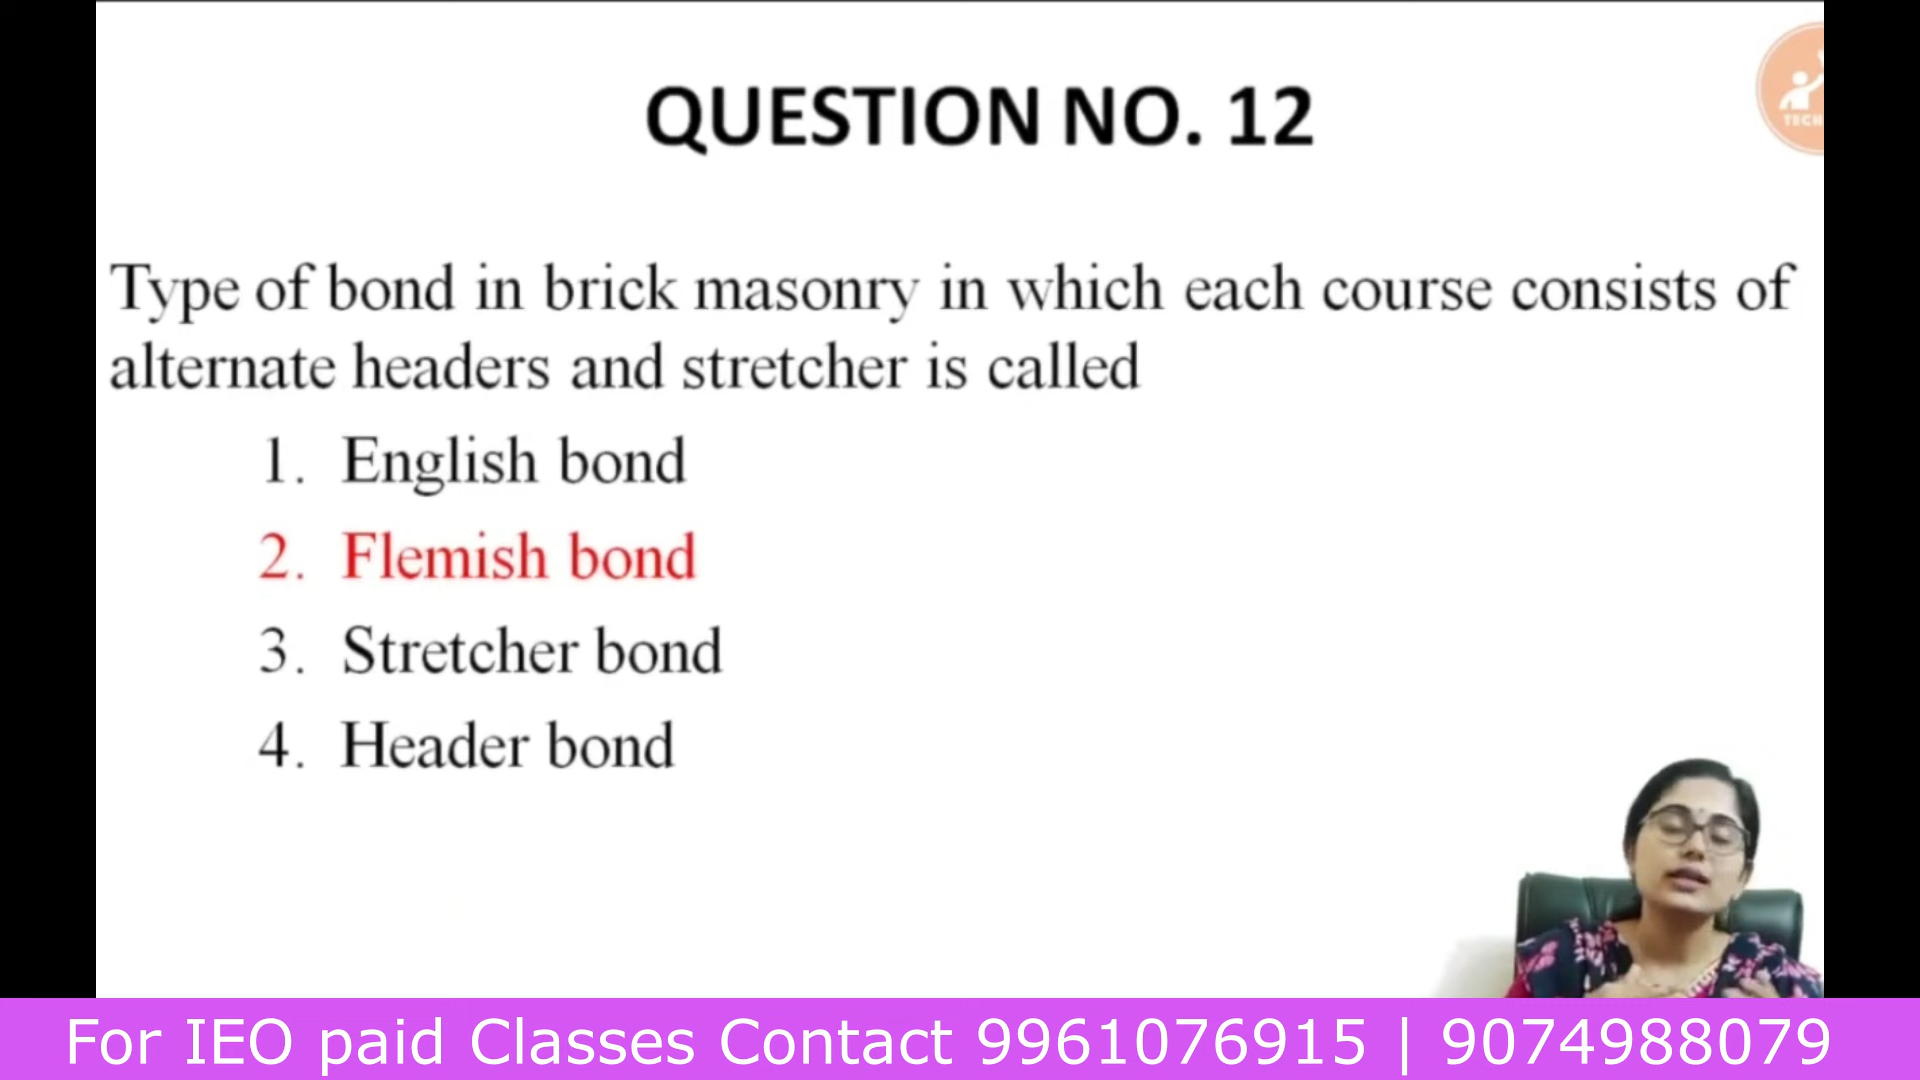 QUESTION NO. 12
TECH
Type of bond in brick masonry in which each course consists of
alternate headers and stretcher is called
1. English bond
2. Flemish bond
3. Stretcher bond
4. Header bond
For IEO paid Classes Contact 9961076915 | 9074988079